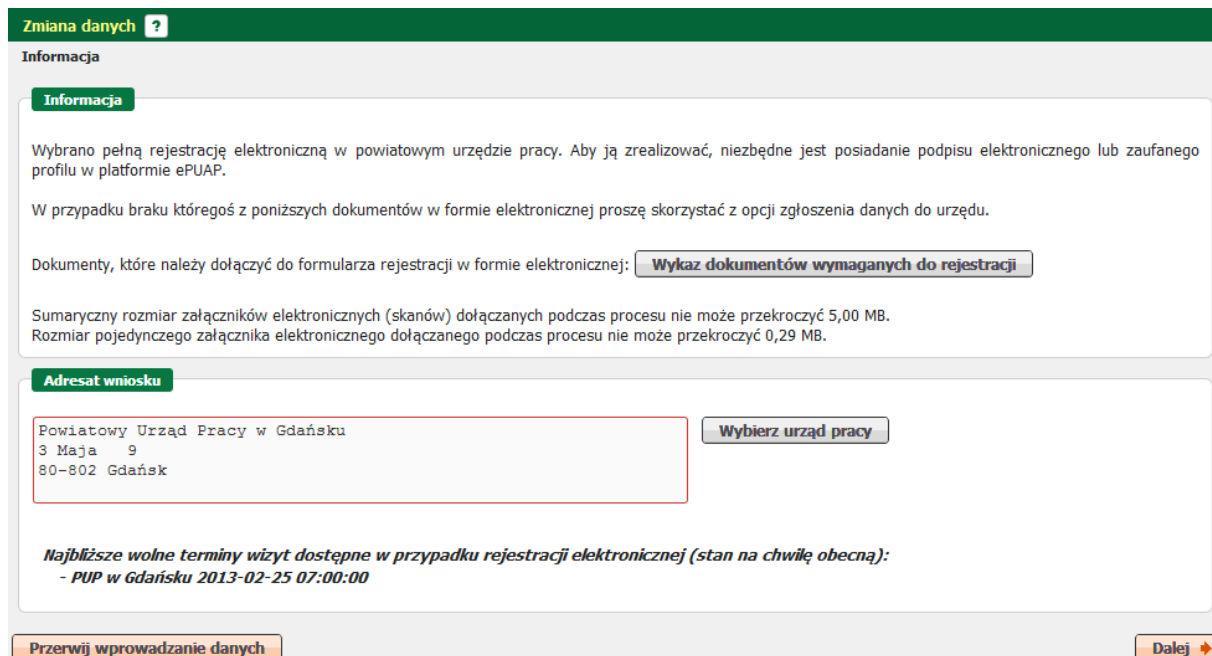 Zmiana danych ?
Informacja
Informacja
Wybrano pełną rejestrację elektroniczną w powiatowym urzędzie pracy. Aby ją zrealizować, niezbędne jest posiadanie podpisu elektronicznego lub zaufanego
profilu w platformie ePUAP.
W przypadku braku któregoś z poniższych dokumentów w formie elektronicznej proszę skorzystać z opcji zgłoszenia danych do urzędu.
Dokumenty, które należy dołączyć do formularza rejestracji w formie elektronicznej: Wykaz dokumentów wymaganych do rejestracji
Sumaryczny rozmiar załączników elektronicznych (skanów) dołączanych podczas procesu nie może przekroczyć 5,00 MB.
Rozmiar pojedynczego załącznika elektronicznego dołączanego podczas procesu nie może przekroczyć 0,29 MB.
Adresat wniosku
Powiatowy Urząd Pracy w Gdańsku Wybierz urząd pracy
3 Maja 9
80-802 Gdańsk
Najbliższe wolne terminy wizyt dostępne w przypadku rejestracji elektronicznej (stan na chwilę obecną):
- PUP w Gdańsku 2013-02-25 07:00:00
Przerwij wprowadzanie danych Dalej